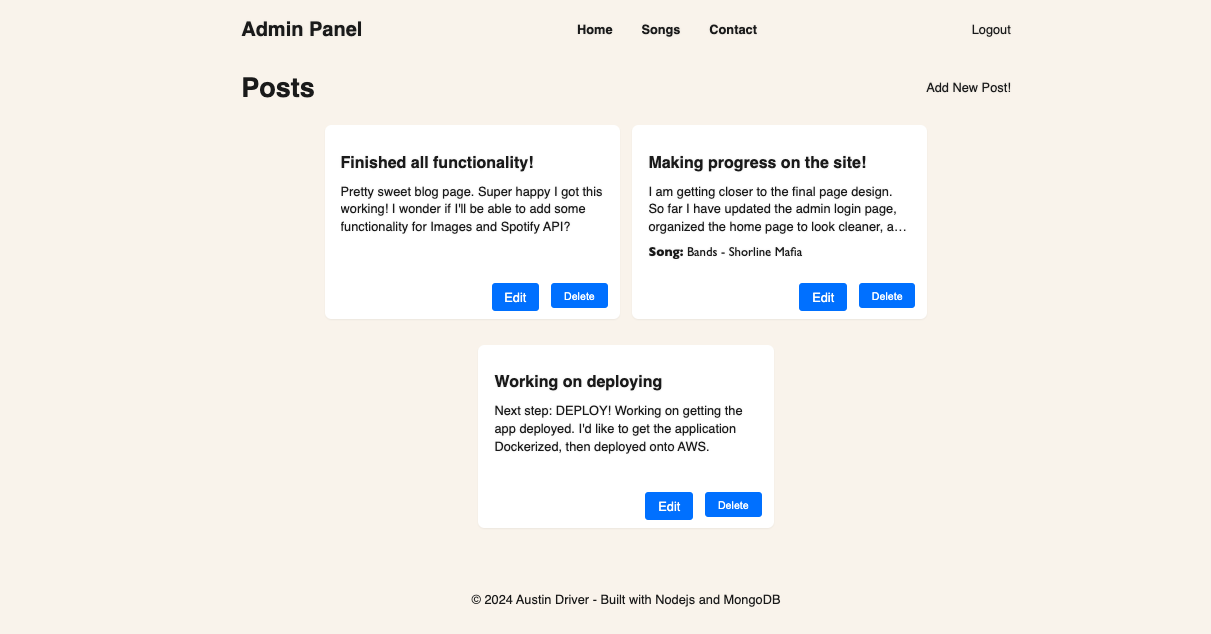 Admin Panel
Home Songs Contact
Logout
Posts
Add New Post!
Finished all functionality!
Pretty sweet blog page. Super happy I got this
working! I wonder if I'll be able to add some
functionality for Images and Spotify API?
Edit Delete
Making progress on the site!
I am getting closer to the final page design.
So far I have updated the admin login page,
organized the home page to look cleaner, a…
Song: Bands - Shorline Mafia
Edit Delete
Working on deploying
Next step: DEPLOY! Working on getting the
app deployed. I'd like to get the application
Dockerized, then deployed onto AWS.
Edit Delete
© 2024 Austin Driver - Built with Nodejs and MongoDB